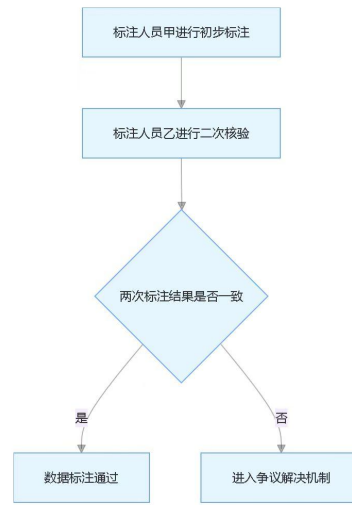 标注人员甲进行初步标注
标注人员乙进行二次核验
两次标注结果是否一致
是
否
数据标注通过
进入争议解决机制